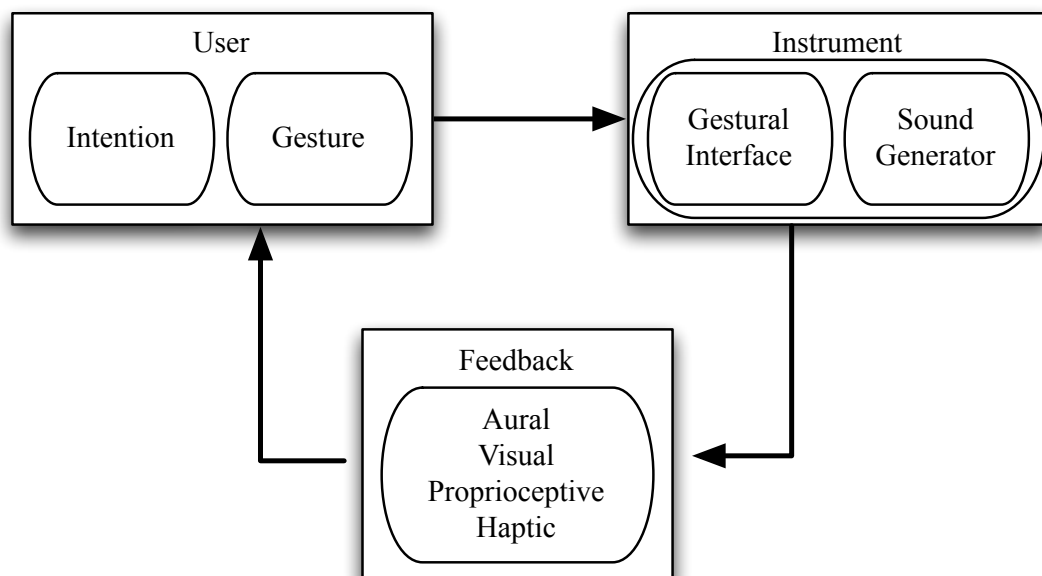 User
Intention
Gesture
Instrument
Gestural
Interface
Sound
Generator
Feedback
Aural
Visual
Proprioceptive
Haptic